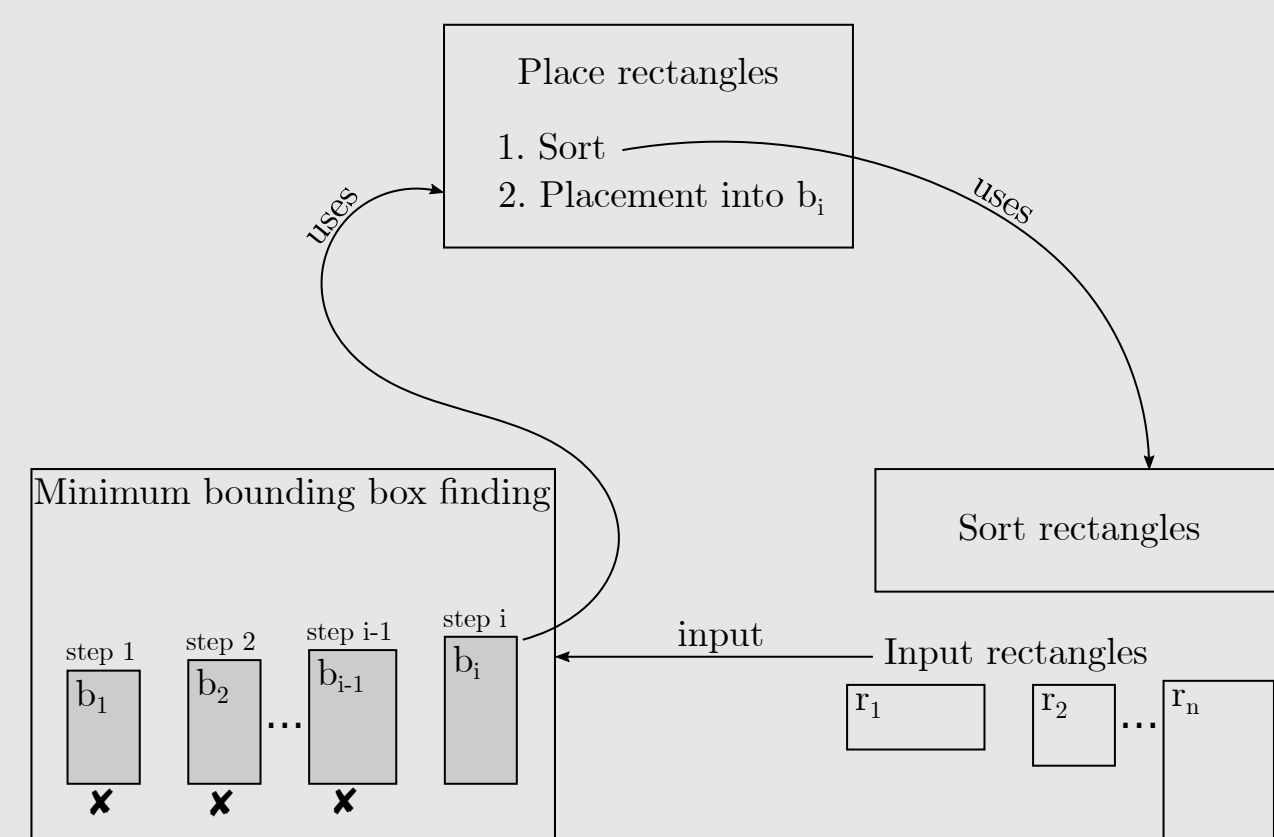 Place rectangles
1. Sort
2. Placement into bᵢ
uses
uses
Minimum bounding box finding
Sort rectangles
step 1
step 2
step i-1
step i
b₁
b₂
...
bᵢ₋₁
bᵢ
✘
✘
✘
input
Input rectangles
r₁
r₂
...
rₙ